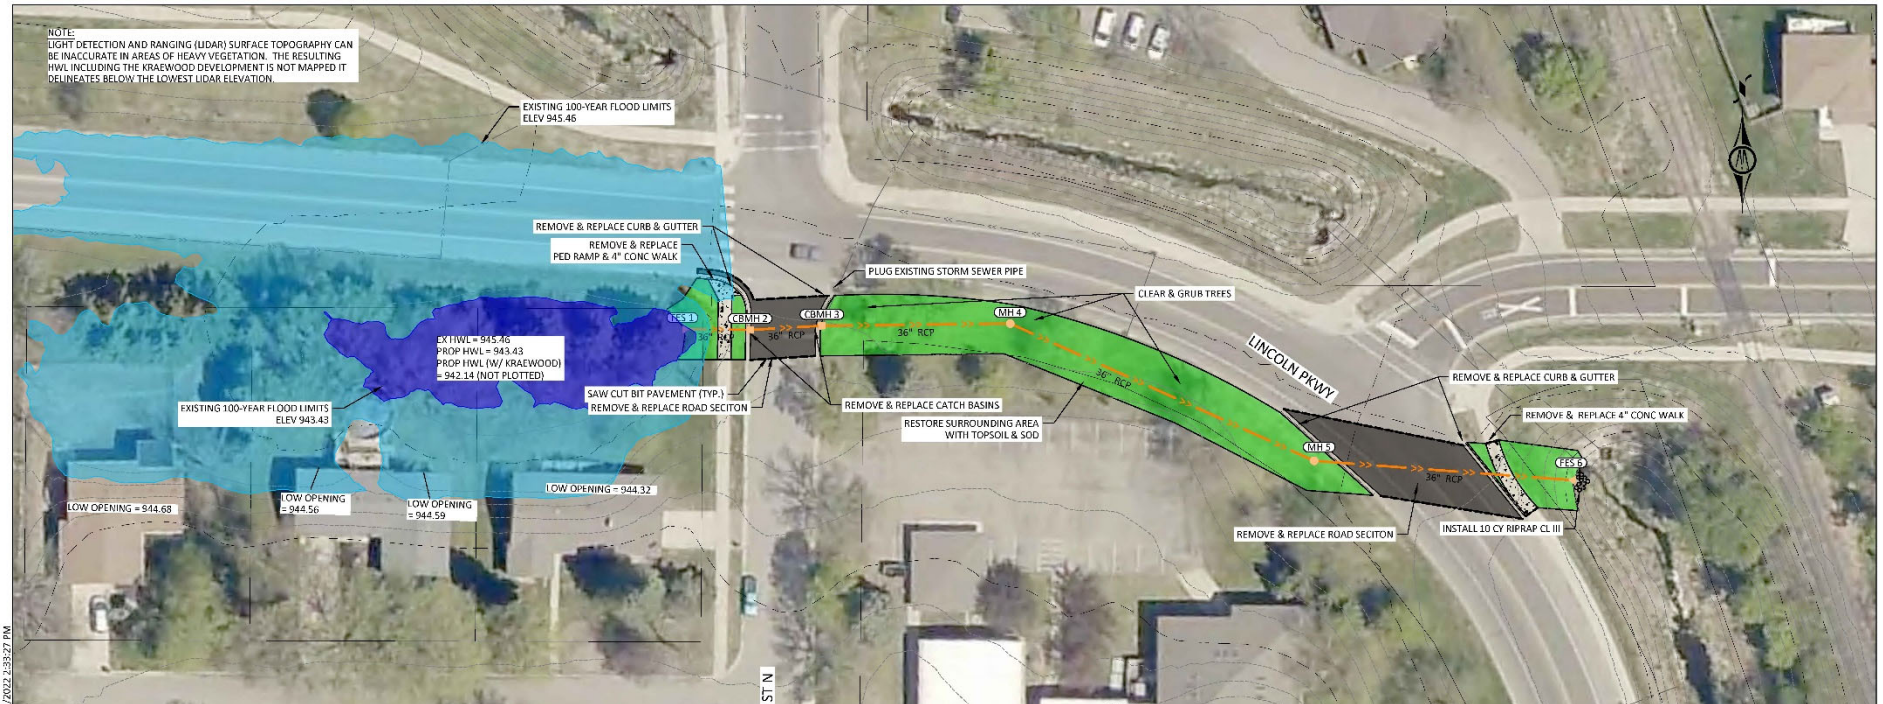 NOTE:
LIGHT DETECTION AND RANGING (LIDAR) SURFACE TOPOGRAPHY CAN
BE INACCURATE IN AREAS OF HEAVY VEGETATION. THE RESULTING
HWL INCLUDING THE KRAEWOOD DEVELOPMENT IS NOT MAPPED IT
DELINEATES BELOW THE LOWEST LIDAR ELEVATION.
EXISTING 100-YEAR FLOOD LIMITS
ELEV 945.46
REMOVE & REPLACE CURB & GUTTER
REMOVE & REPLACE
PED RAMP & 4" CONC WALK
PLUG EXISTING STORM SEWER PIPE
CLEAR & GRUB TREES
FES 1
CBMH 2
CBMH 3
MH 4
36" RCP
36" RCP
36" RCP
36" RCP
EX HWL = 945.46
PROP HWL = 943.43
PROP HWL (W/ KRAEWOOD)
= 942.14 (NOT PLOTTED)
LINCOLN PKWY
SAW CUT BIT PAVEMENT (TYP.)
REMOVE & REPLACE ROAD SECITON
REMOVE & REPLACE CATCH BASINS
REMOVE & REPLACE CURB & GUTTER
EXISTING 100-YEAR FLOOD LIMITS
ELEV 943.43
RESTORE SURROUNDING AREA
WITH TOPSOIL & SOD
REMOVE & REPLACE 4" CONC WALK
MH 5
FES 6
36" RCP
LOW OPENING = 944.68
LOW OPENING
= 944.56
LOW OPENING
= 944.59
LOW OPENING = 944.32
REMOVE & REPLACE ROAD SECITON
INSTALL 10 CY RIPRAP CL III
ST N
/2022 2:33:27 PM